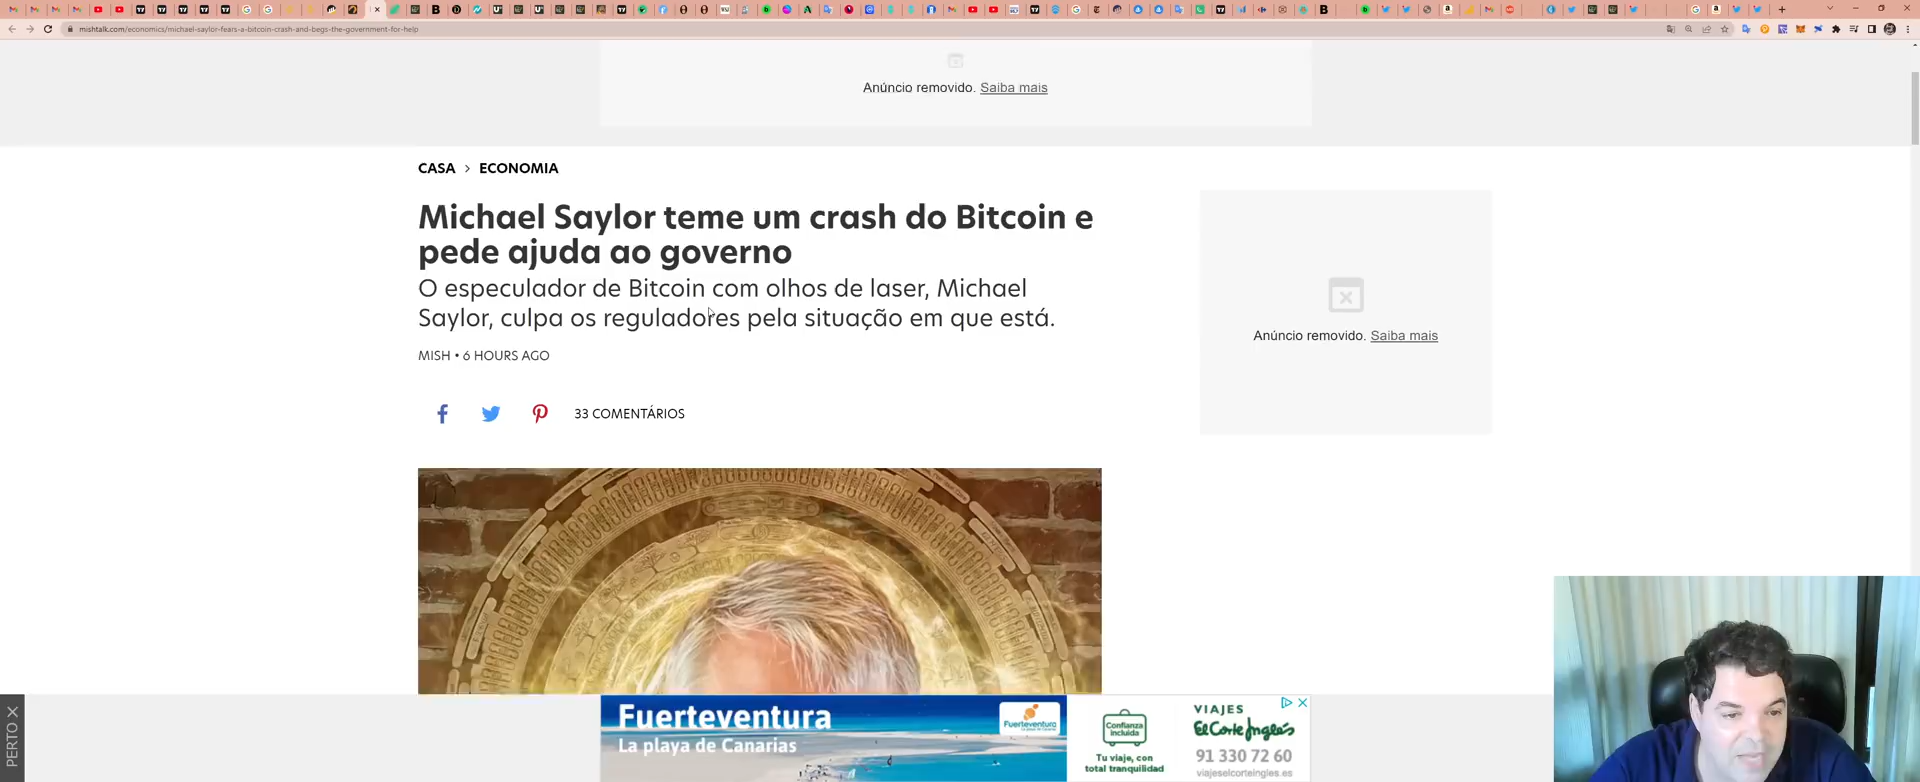 mishtalk.com/economics/michael-saylor-fears-a-bitcoin-crash-and-begs-the-government-for-help
Anúncio removido. Saiba mais
CASA > ECONOMIA
Michael Saylor teme um crash do Bitcoin e
pede ajuda ao governo
O especulador de Bitcoin com olhos de laser, Michael
Saylor, culpa os reguladores pela situação em que está.
MISH • 6 HOURS AGO
33 COMENTÁRIOS
Anúncio removido. Saiba mais
PERTO X
Fuerteventura
La playa de Canarias
Fuerteventura
Confianza
incluida
Tu viaje, con
total tranquilidad
VIAJES
El Corte Inglés
91 330 72 60
viajeselcorteingles.es